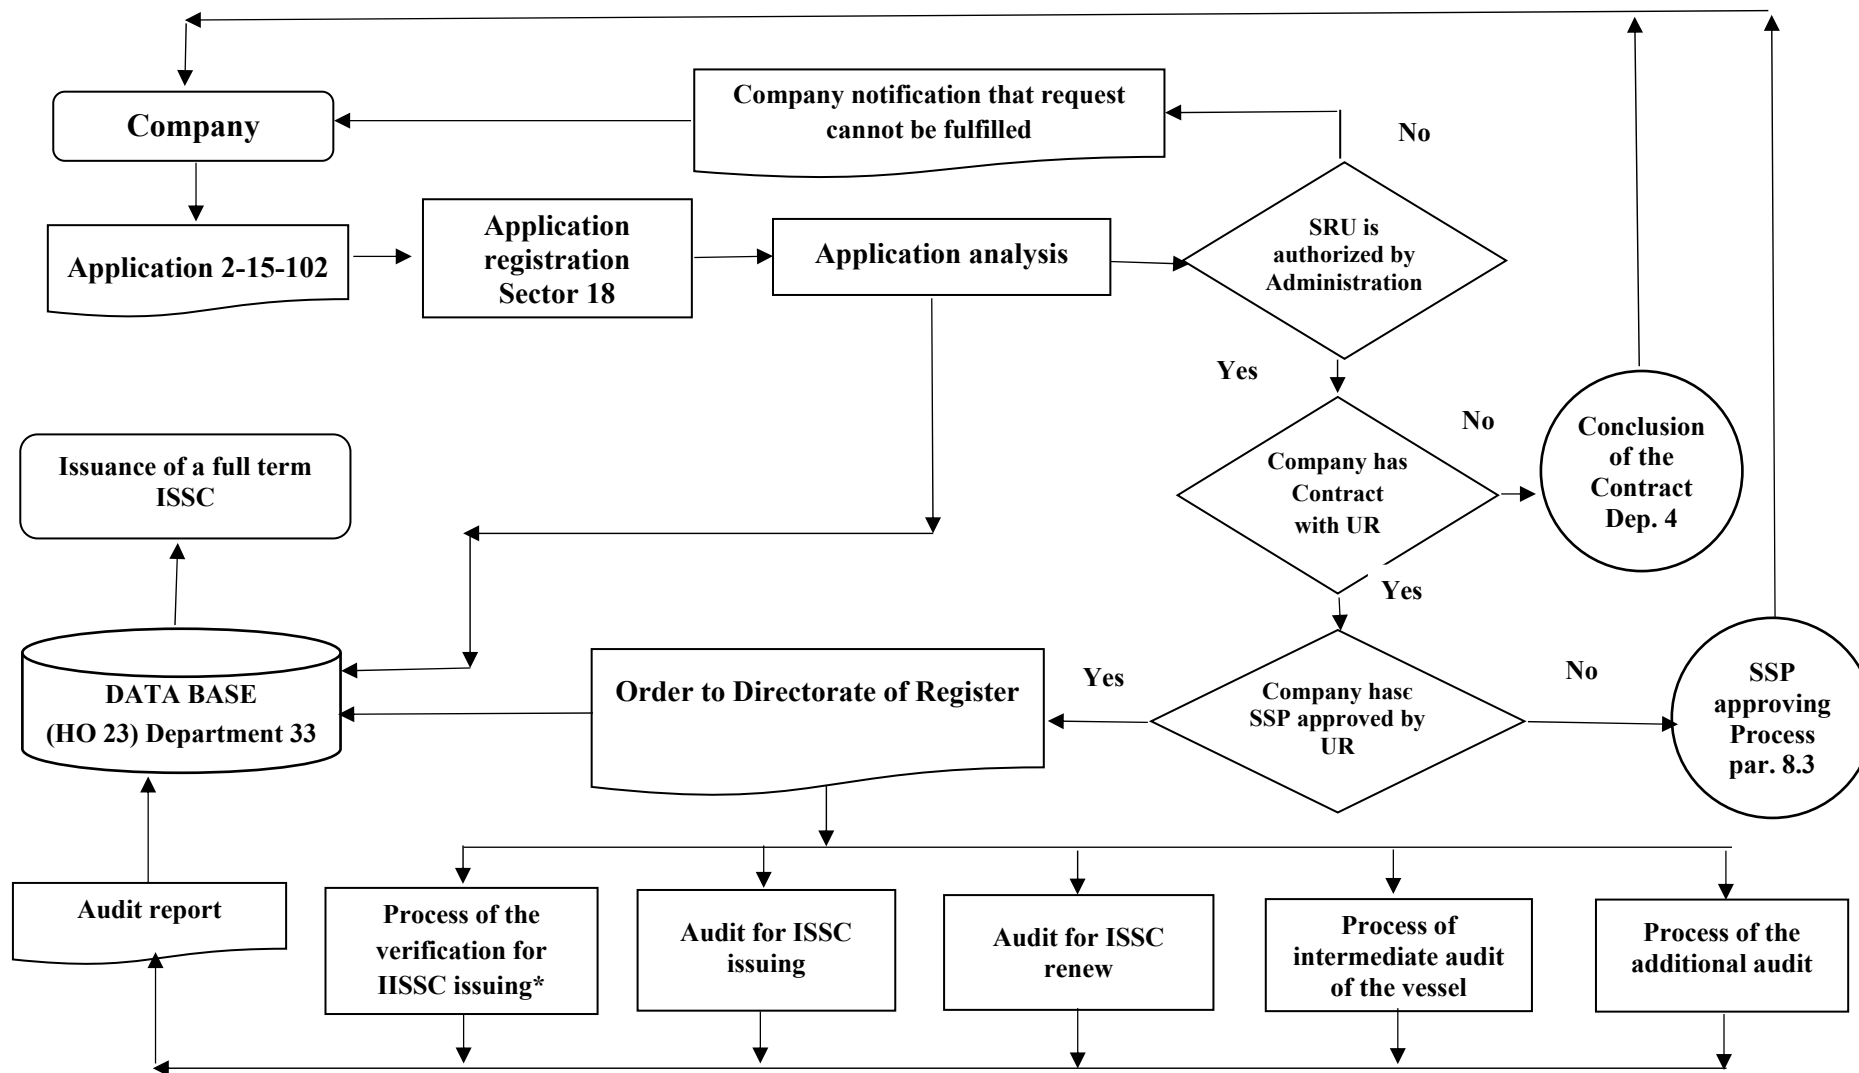 Company notification that request
cannot be fulfilled
Company
No
Application 2-15-102
Application
registration
Sector 18
Application analysis
SRU is
authorized by
Administration
Yes
Issuance of a full term
ISSC
Company has
Contract
with UR
No
Conclusion
of the
Contract
Dep. 4
Yes
DATA BASE
(HO 23) Department 33
Order to Directorate of Register
Yes
Company hasє
SSP approved by
UR
No
SSP
approving
Process
par. 8.3
Audit report
Process of the
verification for
IISSC issuing*
Audit for ISSC
issuing
Audit for ISSC
renew
Process of
intermediate audit
of the vessel
Process of the
additional audit